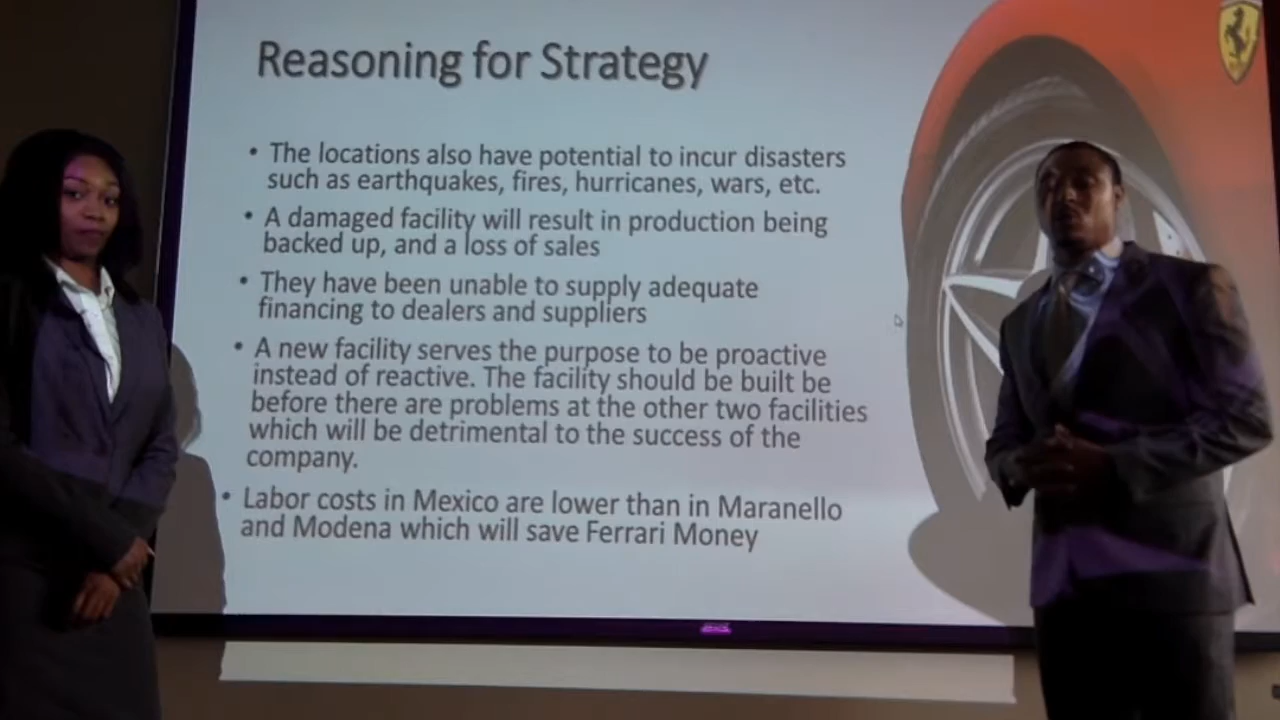 Reasoning for Strategy
• The locations also have potential to incur disasters
such as earthquakes, fires, hurricanes, wars, etc.
• A damaged facility will result in production being
backed up, and a loss of sales
• They have been unable to supply adequate
financing to dealers and suppliers
• A new facility serves the purpose to be proactive
instead of reactive. The facility should be built be
before there are problems at the other two facilities
which will be detrimental to the success of the
company.
• Labor costs in Mexico are lower than in Maranello
and Modena which will save Ferrari Money